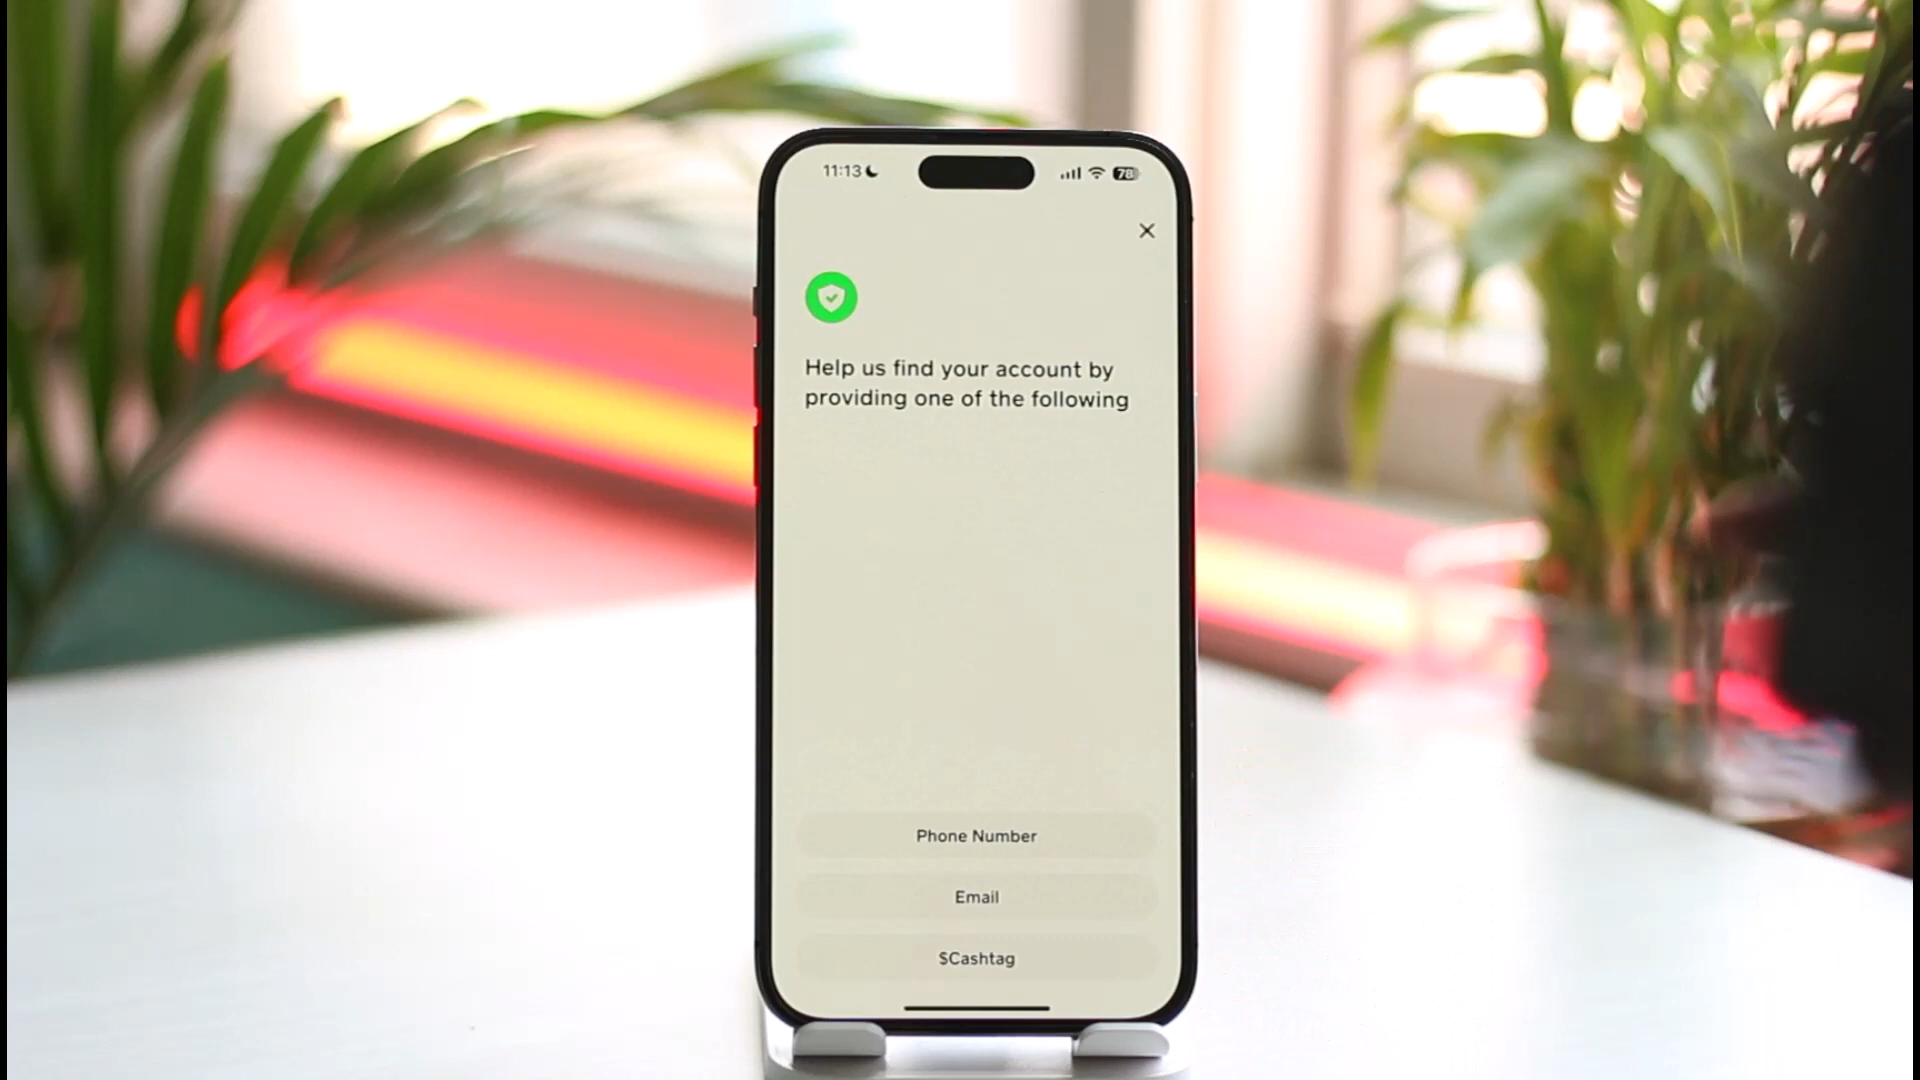 11:13
78
Help us find your account by
providing one of the following
Phone Number
Email
$Cashtag